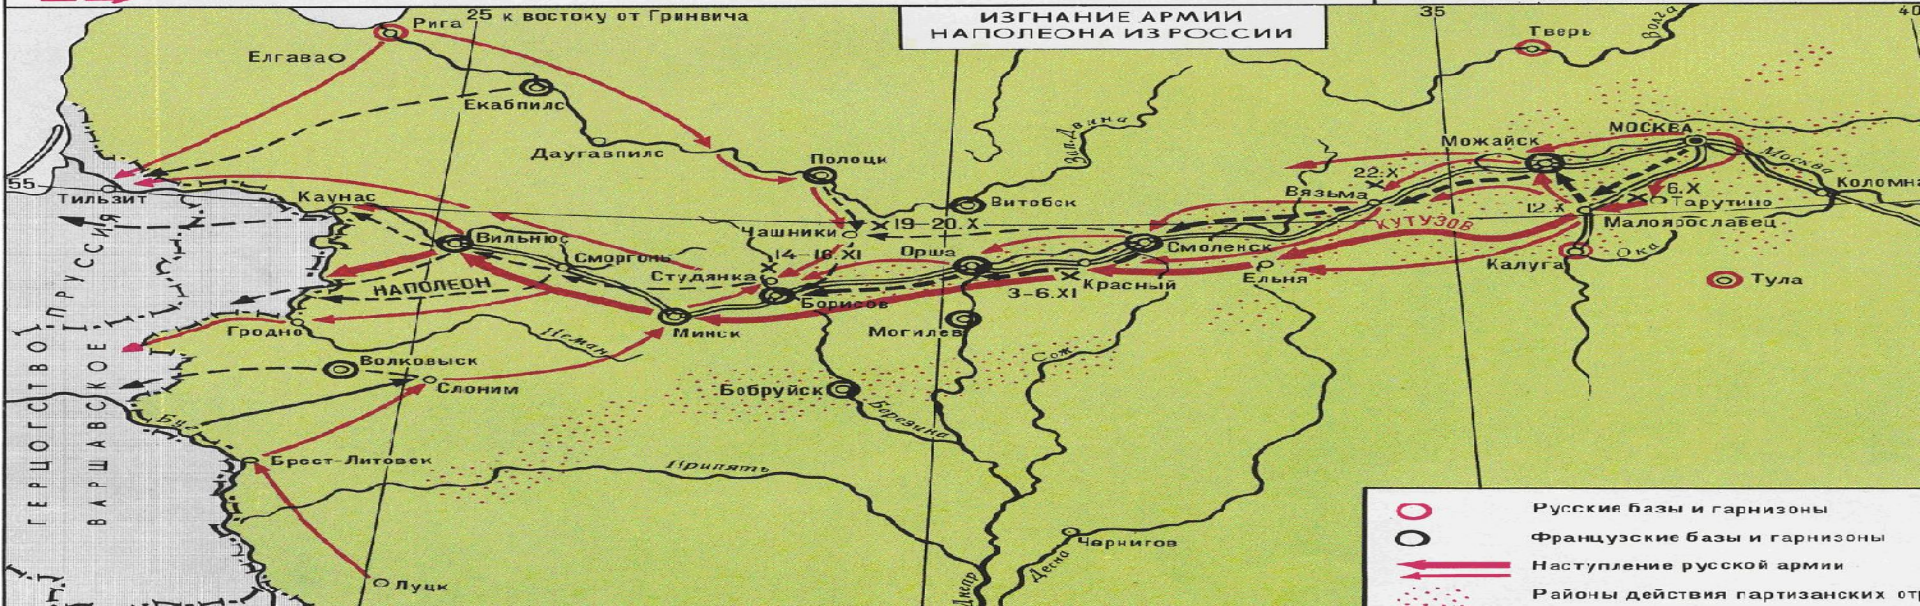 25 к востоку от Гринвича
ИЗГНАНИЕ АРМИИ
НАПОЛЕОНА ИЗ РОССИИ
35
40
Волга
Рига
Тверь
Елгава
Екабпилс
Зап. Двина
МОСКВА
Можайск
Даугавпилс
Полоцк
Москва
55
22.X
Вязьма
6.X
Коломна
Тильзит
Каунас
Витебск
12.X
Тарутино
19-20.X
Чашники
КУТУЗОВ
Малоярославец
ПРУССИЯ
Вильнюс
Смоленск
14-16.XI
Орша
Сморгонь
Студянка
Калуга
Ока
Красный
Ельня
Тула
НАПОЛЕОН
Борисов
3-6.XI
Гродно
Неман
Минск
Могилев
Волковыск
Сож
Слоним
Бобруйск
Березина
Буг
ГЕРЦОГСТВО
ВАРШАВСКОЕ
Брест-Литовск
Припять
Луцк
Днепр
Десна
Чернигов
Русские базы и гарнизоны
Французские базы и гарнизоны
Наступление русской армии
Районы действия партизанских